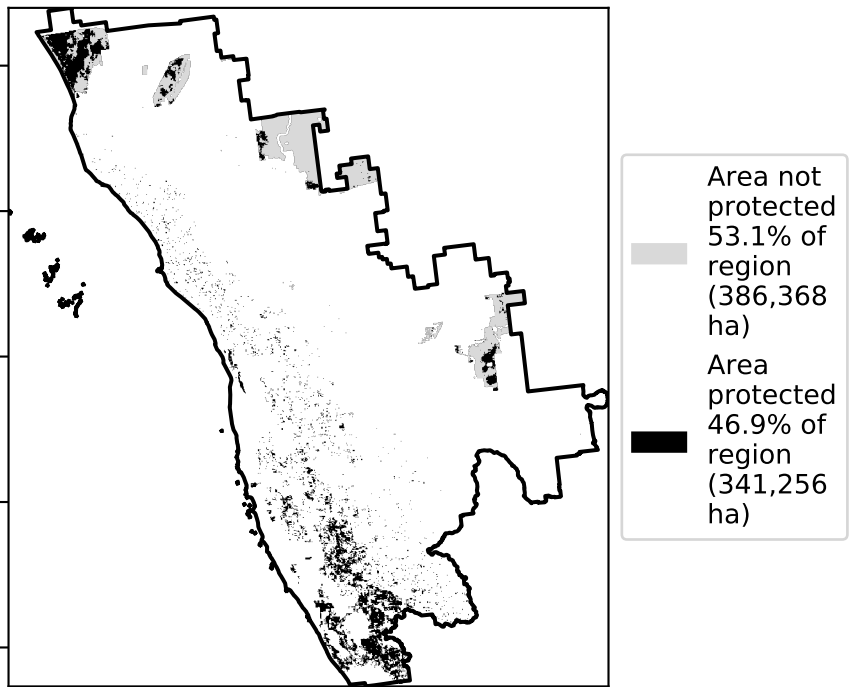 Area not
protected
53.1% of
region
(386,368
ha)
Area
protected
46.9% of
region
(341,256
ha)